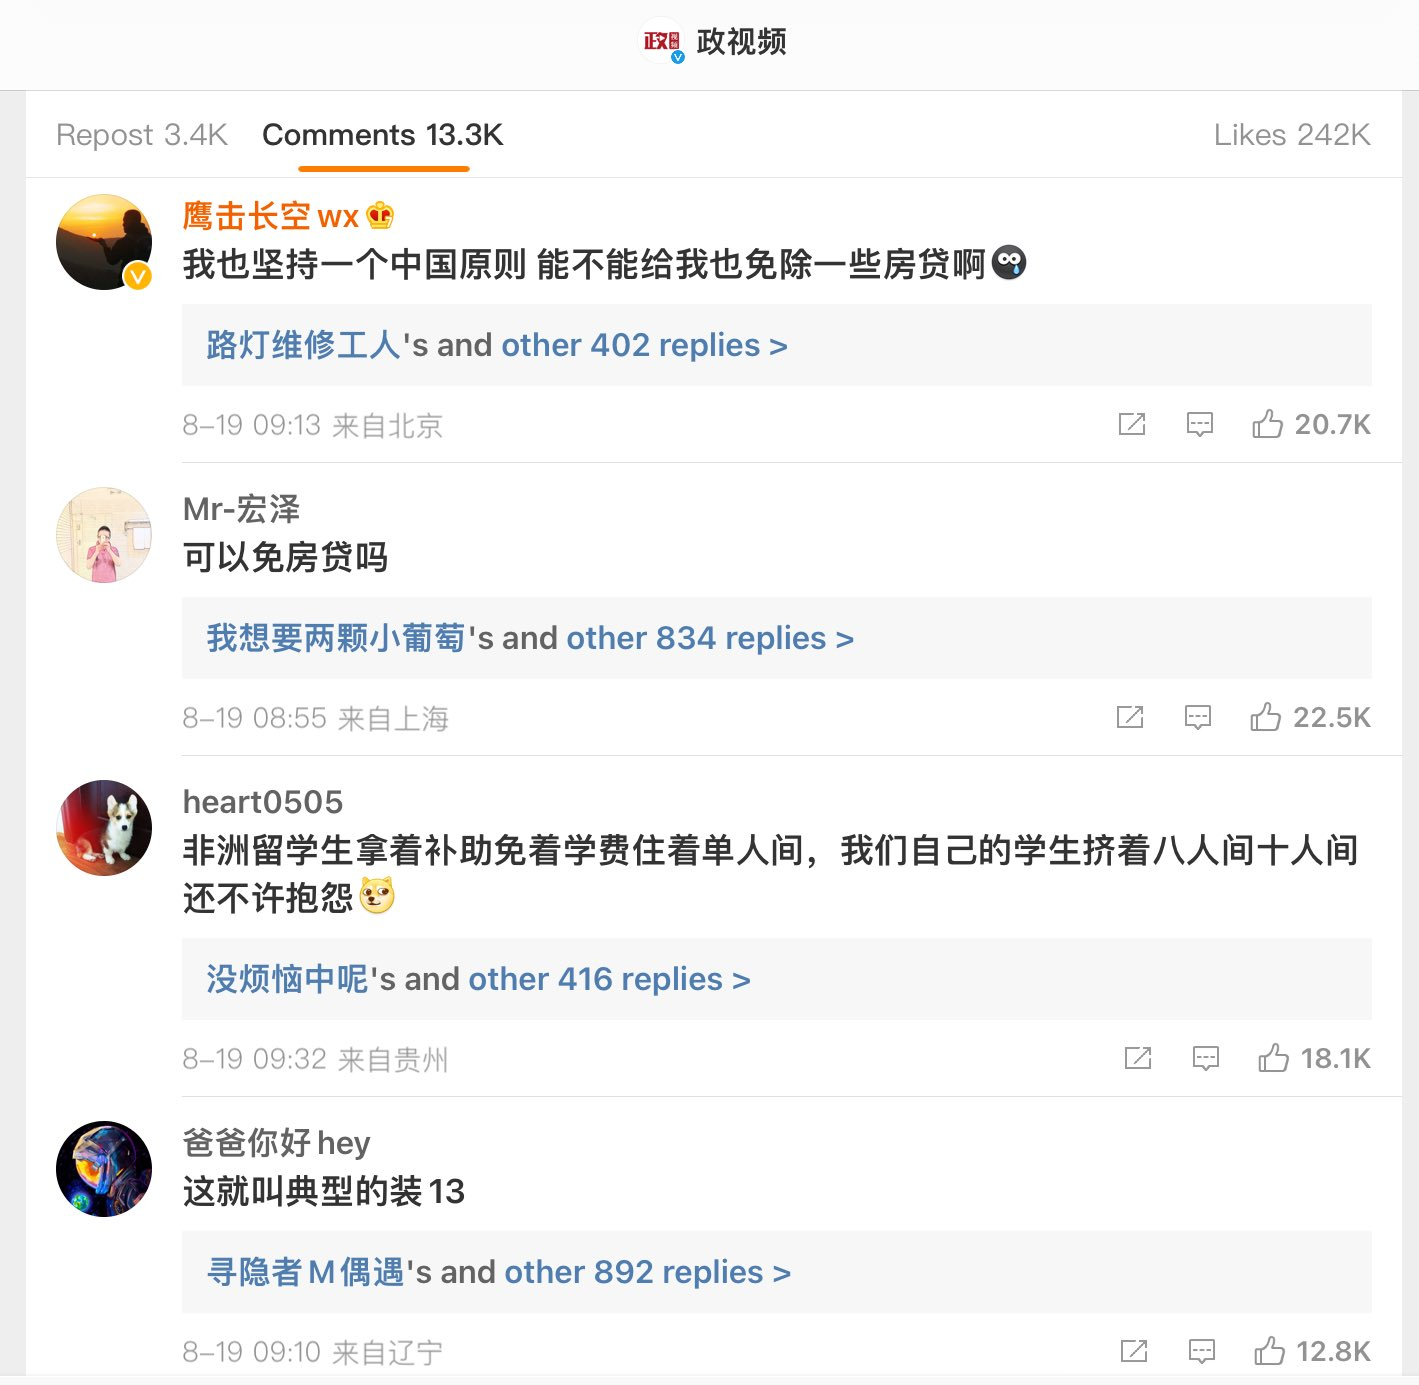 政视频 政视频
Repost 3.4K Comments 13.3K Likes 242K
鹰击长空wx
我也坚持一个中国原则 能不能给我也免除一些房贷啊
路灯维修工人's and other 402 replies >
8-19 09:13 来自北京 20.7K
Mr-宏泽
可以免房贷吗
我想要两颗小葡萄's and other 834 replies >
8-19 08:55 来自上海 22.5K
heart0505
非洲留学生拿着补助免着学费住着单人间，我们自己的学生挤着八人间十人间
还不许抱怨
没烦恼中呢's and other 416 replies >
8-19 09:32 来自贵州 18.1K
爸爸你好hey
这就叫典型的装13
寻隐者M偶遇's and other 892 replies >
8-19 09:10 来自辽宁 12.8K